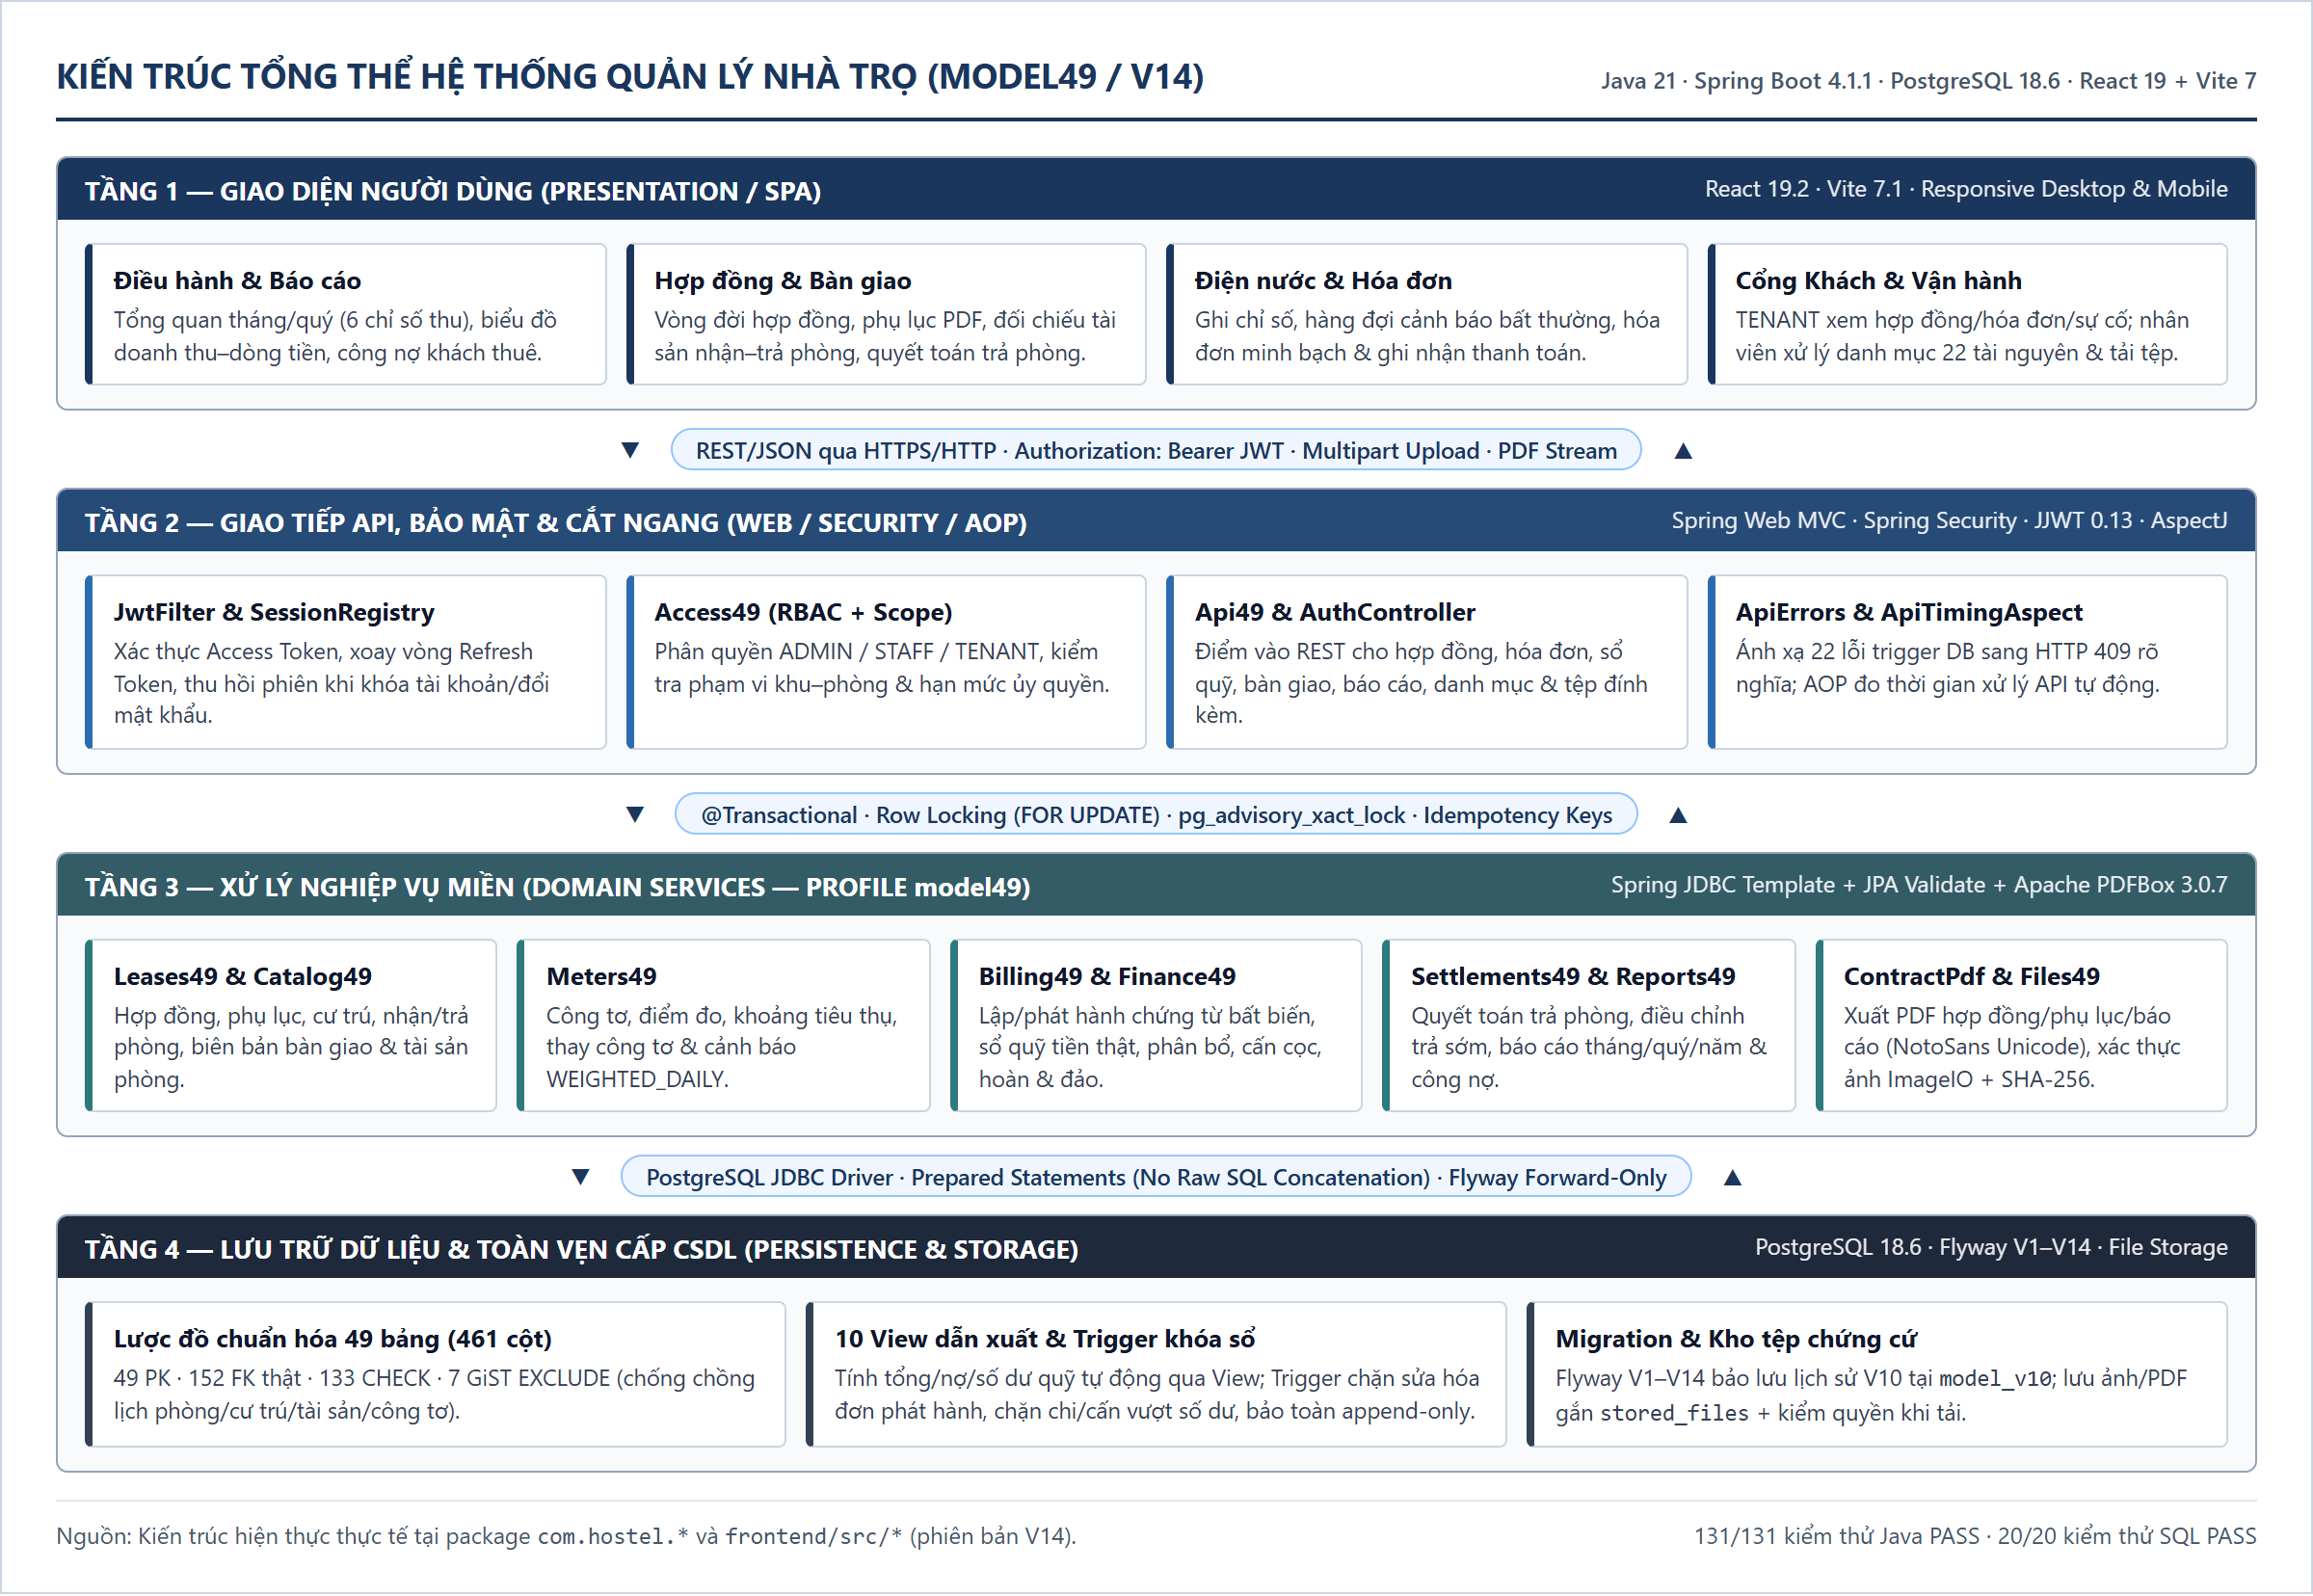 KIẾN TRÚC TỔNG THỂ HỆ THỐNG QUẢN LÝ NHÀ TRỌ (MODEL49 / V14)
Java 21 · Spring Boot 4.1.1 · PostgreSQL 18.6 · React 19 + Vite 7
TẦNG 1 — GIAO DIỆN NGƯỜI DÙNG (PRESENTATION / SPA)
React 19.2 · Vite 7.1 · Responsive Desktop & Mobile
Điều hành & Báo cáo
Tổng quan tháng/quý (6 chỉ số thu), biểu đồ
doanh thu–dòng tiền, công nợ khách thuê.
Hợp đồng & Bàn giao
Vòng đời hợp đồng, phụ lục PDF, đối chiếu tài
sản nhận–trả phòng, quyết toán trả phòng.
Điện nước & Hóa đơn
Ghi chỉ số, hàng đợi cảnh báo bất thường, hóa
đơn minh bạch & ghi nhận thanh toán.
Cổng Khách & Vận hành
TENANT xem hợp đồng/hóa đơn/sự cố; nhân
viên xử lý danh mục 22 tài nguyên & tải tệp.
▼ REST/JSON qua HTTPS/HTTP · Authorization: Bearer JWT · Multipart Upload · PDF Stream ▲
TẦNG 2 — GIAO TIẾP API, BẢO MẬT & CẮT NGANG (WEB / SECURITY / AOP)
Spring Web MVC · Spring Security · JJWT 0.13 · AspectJ
JwtFilter & SessionRegistry
Xác thực Access Token, xoay vòng Refresh
Token, thu hồi phiên khi khóa tài khoản/đổi
mật khẩu.
Access49 (RBAC + Scope)
Phân quyền ADMIN / STAFF / TENANT, kiểm
tra phạm vi khu–phòng & hạn mức ủy quyền.
Api49 & AuthController
Điểm vào REST cho hợp đồng, hóa đơn, sổ
quỹ, bàn giao, báo cáo, danh mục & tệp đính
kèm.
ApiErrors & ApiTimingAspect
Ánh xạ 22 lỗi trigger DB sang HTTP 409 rõ
nghĩa; AOP đo thời gian xử lý API tự động.
▼ @Transactional · Row Locking (FOR UPDATE) · pg_advisory_xact_lock · Idempotency Keys ▲
TẦNG 3 — XỬ LÝ NGHIỆP VỤ MIỀN (DOMAIN SERVICES — PROFILE model49)
Spring JDBC Template + JPA Validate + Apache PDFBox 3.0.7
Leases49 & Catalog49
Hợp đồng, phụ lục, cư trú, nhận/trả
phòng, biên bản bàn giao & tài sản
phòng.
Meters49
Công tơ, điểm đo, khoảng tiêu thụ,
thay công tơ & cảnh báo
WEIGHTED_DAILY.
Billing49 & Finance49
Lập/phát hành chứng từ bất biến,
sổ quỹ tiền thật, phân bổ, cấn cọc,
hoàn & đảo.
Settlements49 & Reports49
Quyết toán trả phòng, điều chỉnh
trả sớm, báo cáo tháng/quý/năm &
công nợ.
ContractPdf & Files49
Xuất PDF hợp đồng/phụ lục/báo
cáo (NotoSans Unicode), xác thực
ảnh ImageIO + SHA-256.
▼ PostgreSQL JDBC Driver · Prepared Statements (No Raw SQL Concatenation) · Flyway Forward-Only ▲
TẦNG 4 — LƯU TRỮ DỮ LIỆU & TOÀN VẸN CẤP CSDL (PERSISTENCE & STORAGE)
PostgreSQL 18.6 · Flyway V1–V14 · File Storage
Lược đồ chuẩn hóa 49 bảng (461 cột)
49 PK · 152 FK thật · 133 CHECK · 7 GiST EXCLUDE (chống chồng
lịch phòng/cư trú/tài sản/công tơ).
10 View dẫn xuất & Trigger khóa sổ
Tính tổng/nợ/số dư quỹ tự động qua View; Trigger chặn sửa hóa
đơn phát hành, chặn chi/cấn vượt số dư, bảo toàn append-only.
Migration & Kho tệp chứng cứ
Flyway V1–V14 bảo lưu lịch sử V10 tại model_v10; lưu ảnh/PDF
gắn stored_files + kiểm quyền khi tải.
Nguồn: Kiến trúc hiện thực thực tế tại package com.hostel.* và frontend/src/* (phiên bản V14).
131/131 kiểm thử Java PASS · 20/20 kiểm thử SQL PASS